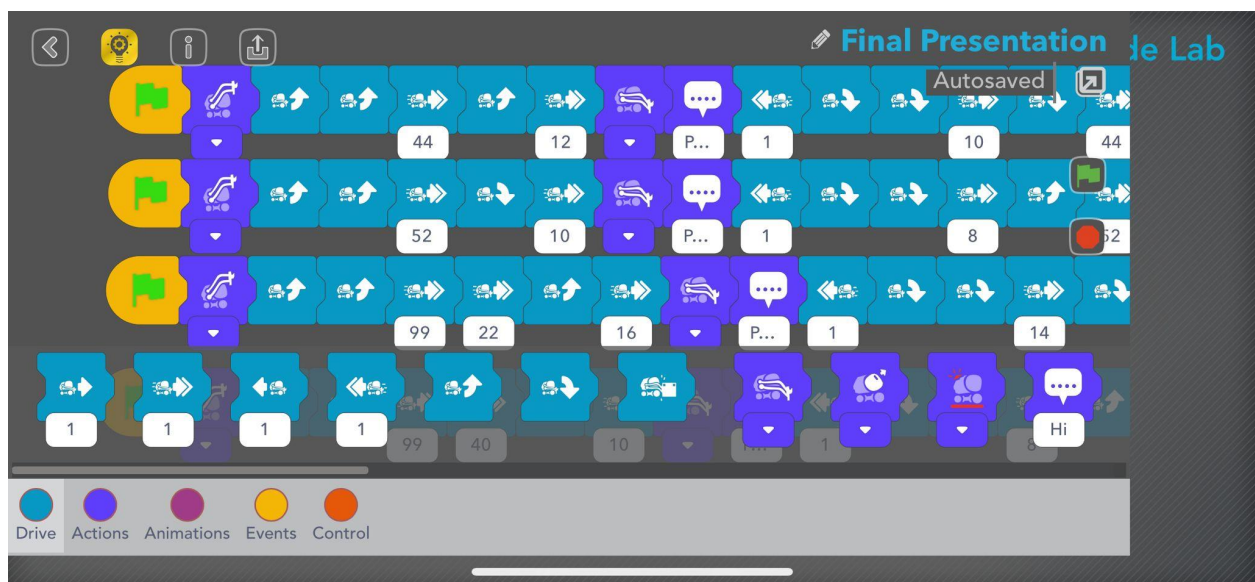 Final Presentation
de Lab
Autosaved
44 12 P... 1 10 44
52 10 P... 1 8 52
99 22 16 P... 1 14
1 1 1 1 Hi
99 40 10 1 8
Drive Actions Animations Events Control